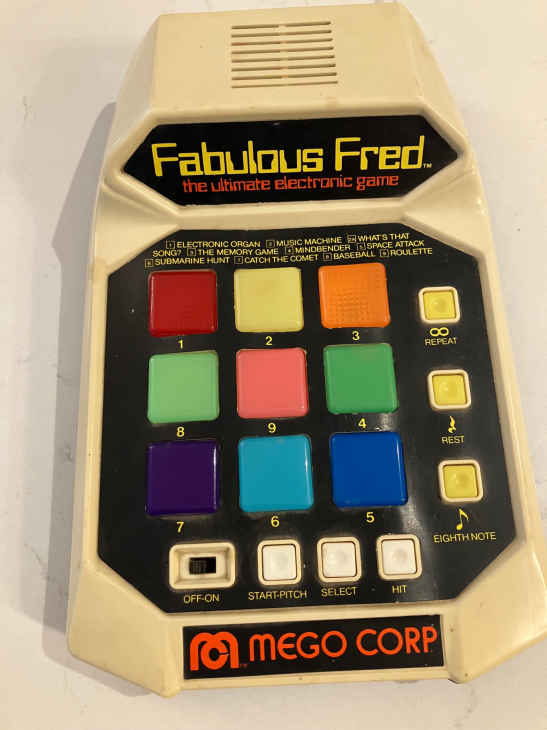 Fabulous Fred™
the ultimate electronic game
1 ELECTRONIC ORGAN 2 MUSIC MACHINE 2A WHAT'S THAT
SONG? 3 THE MEMORY GAME 4 MINDBENDER 5 SPACE ATTACK
6 SUBMARINE HUNT 7 CATCH THE COMET 8 BASEBALL 9 ROULETTE
1 2 3
∞
REPEAT
8 9 4
REST
7 6 5
EIGHTH NOTE
OFF-ON START-PITCH SELECT HIT
MEGO CORP